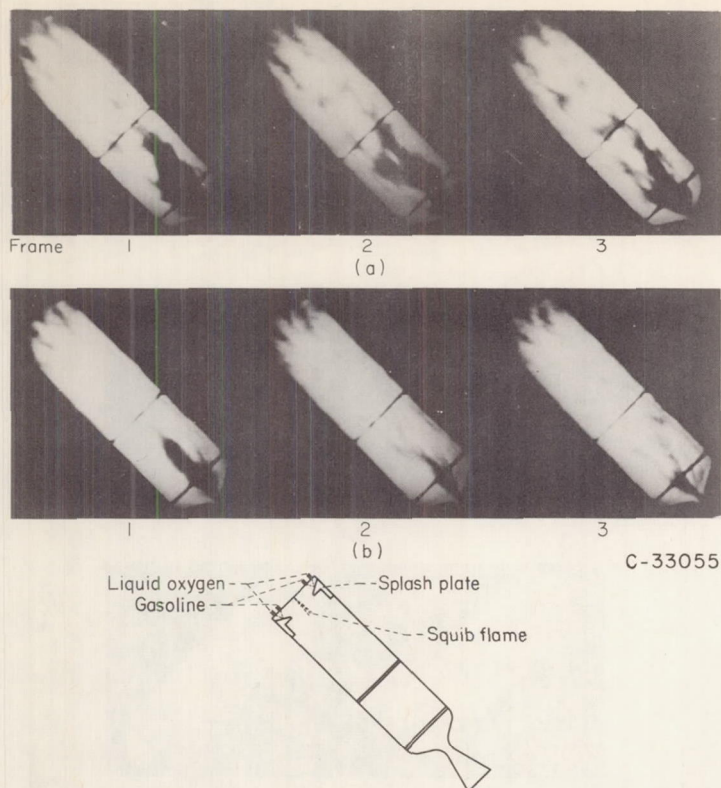 Frame 1 2 3
(a)
1 2 3
(b)
C-33055
Liquid oxygen Splash plate
Gasoline
Squib flame